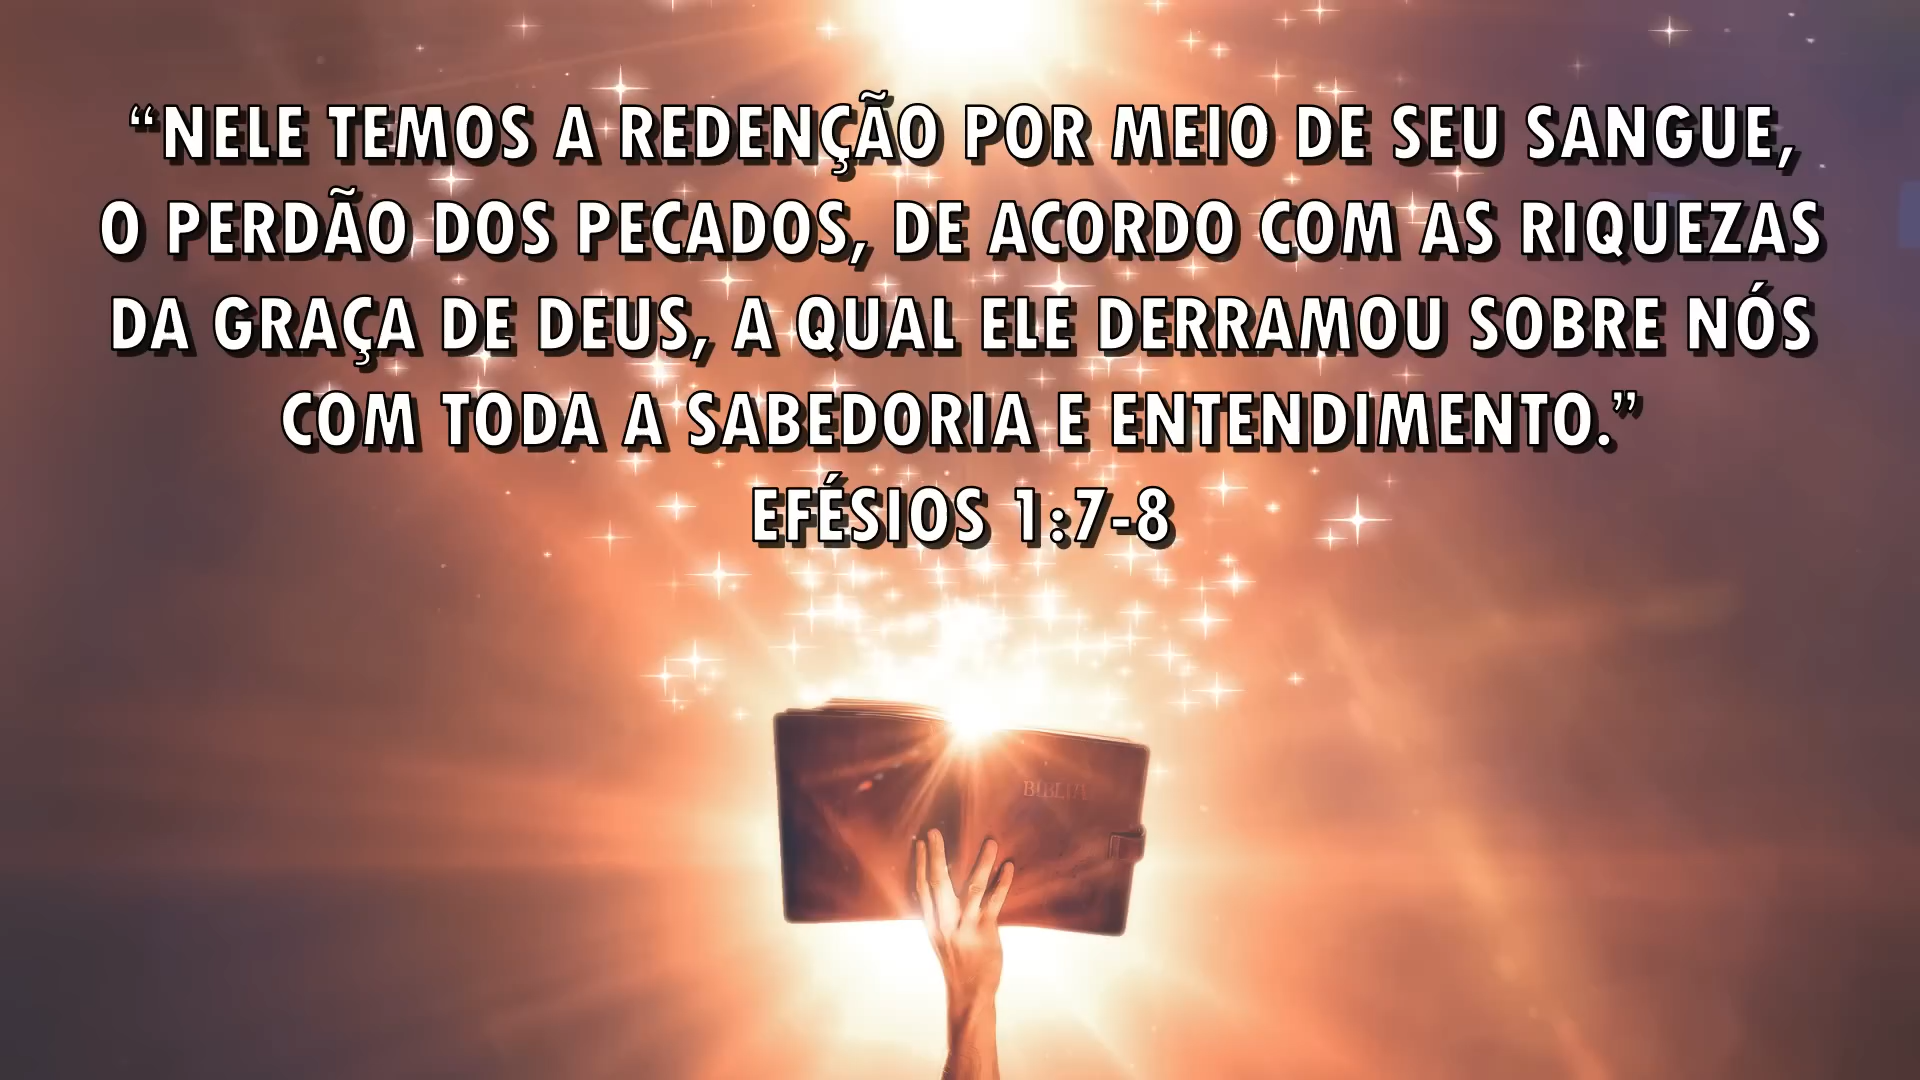 “NELE TEMOS A REDENÇÃO POR MEIO DE SEU SANGUE,
O PERDÃO DOS PECADOS, DE ACORDO COM AS RIQUEZAS
DA GRAÇA DE DEUS, A QUAL ELE DERRAMOU SOBRE NÓS
COM TODA A SABEDORIA E ENTENDIMENTO.”
EFÉSIOS 1:7-8
BIBLIA